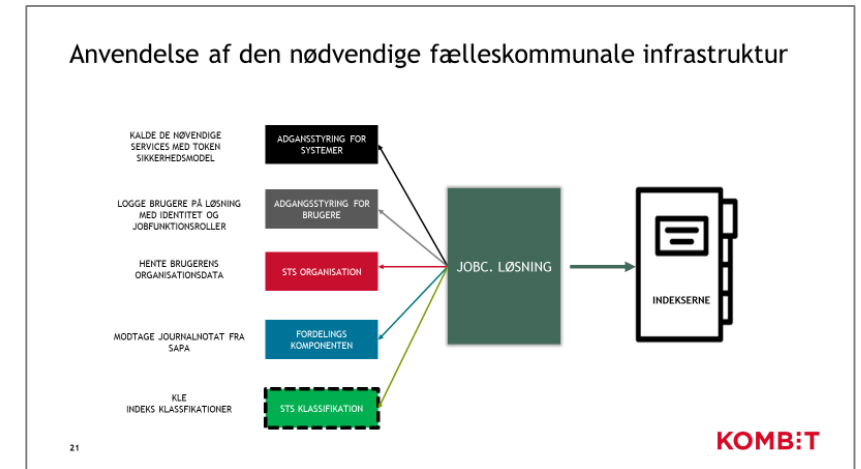 Anvendelse af den nødvendige fælleskommunale infrastruktur
KALDE DE NØVENDIGE
SERVICES MED TOKEN
SIKKERHEDSMODEL
ADGANSSTYRING FOR
SYSTEMER
LOGGE BRUGERE PÅ LØSNING
MED IDENTITET OG
JOBFUNKTIONSROLLER
ADGANGSSTYRING FOR
BRUGERE
HENTE BRUGERENS
ORGANISATIONSDATA
STS ORGANISATION
MODTAGE JOURNALNOTAT FRA
SAPA
FORDELINGS
KOMPONENTEN
KLE
INDEKS KLASSFIKATIONER
STS KLASSIFIKATION
JOBC. LØSNING
INDEKSERNE
21
KOMB:T